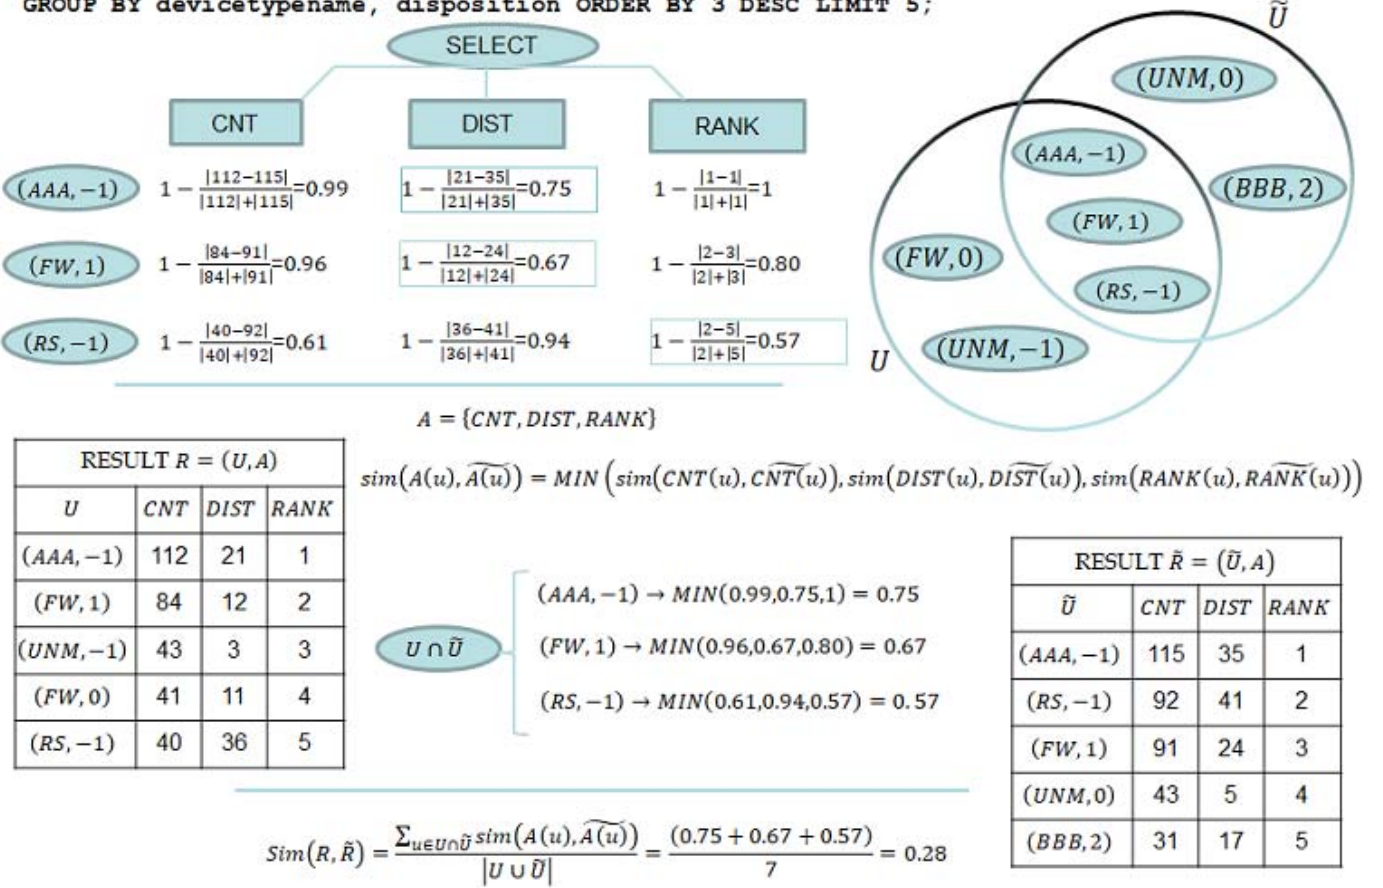 GROUP BY devicetypename, disposition ORDER BY 3 DESC LIMIT 5;
SELECT
CNT DIST RANK
(AAA, −1) 1 − |112−115| / |112|+|115| =0.99 1 − |21−35| / |21|+|35| =0.75 1 − |1−1| / |1|+|1| =1
(FW, 1) 1 − |84−91| / |84|+|91| =0.96 1 − |12−24| / |12|+|24| =0.67 1 − |2−3| / |2|+|3| =0.80
(RS, −1) 1 − |40−92| / |40|+|92| =0.61 1 − |36−41| / |36|+|41| =0.94 1 − |2−5| / |2|+|5| =0.57
Ũ
(UNM, 0)
(AAA, −1)
(BBB, 2)
(FW, 1)
(FW, 0)
(RS, −1)
(UNM, −1)
U
A = {CNT, DIST, RANK}
sim(A(u), Ã(u)) = MIN (sim(CNT(u), CNT̃(u)), sim(DIST(u), DIST̃(u)), sim(RANK(u), RANK̃(u)))
RESULT R = (U, A)
U CNT DIST RANK
(AAA, −1) 112 21 1
(FW, 1) 84 12 2
(UNM, −1) 43 3 3
(FW, 0) 41 11 4
(RS, −1) 40 36 5
U ∩ Ũ
(AAA, −1) → MIN(0.99,0.75,1) = 0.75
(FW, 1) → MIN(0.96,0.67,0.80) = 0.67
(RS, −1) → MIN(0.61,0.94,0.57) = 0.57
RESULT R̃ = (Ũ, A)
Ũ CNT DIST RANK
(AAA, −1) 115 35 1
(RS, −1) 92 41 2
(FW, 1) 91 24 3
(UNM, 0) 43 5 4
(BBB, 2) 31 17 5
Sim(R, R̃) = ∑u∈U∩Ũ sim(A(u), Ã(u)) / |U ∪ Ũ| = (0.75 + 0.67 + 0.57) / 7 = 0.28